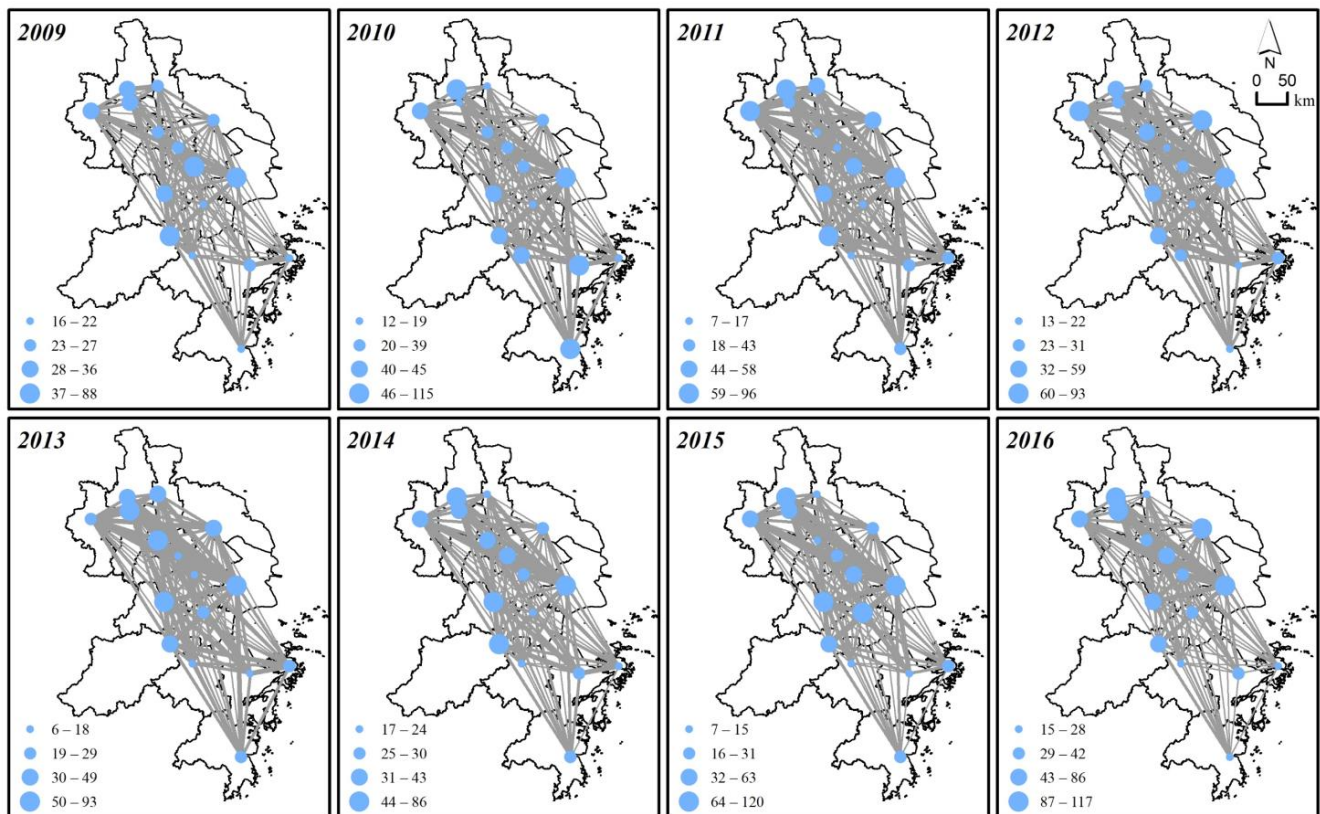 2009
16 – 22
23 – 27
28 – 36
37 – 88
2010
12 – 19
20 – 39
40 – 45
46 – 115
2011
7 – 17
18 – 43
44 – 58
59 – 96
2012
N
0 50
km
13 – 22
23 – 31
32 – 59
60 – 93
2013
6 – 18
19 – 29
30 – 49
50 – 93
2014
17 – 24
25 – 30
31 – 43
44 – 86
2015
7 – 15
16 – 31
32 – 63
64 – 120
2016
15 – 28
29 – 42
43 – 86
87 – 117